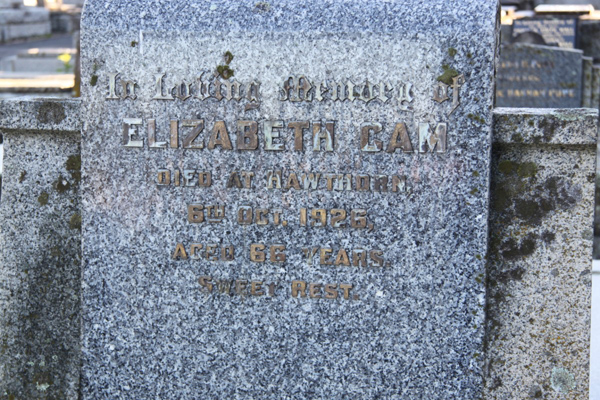 In Loving Memory of
ELIZABETH CAM
DIED AT HAWTHORN,
6TH OCT. 1926,
AGED 66 YEARS.
SWEET REST.